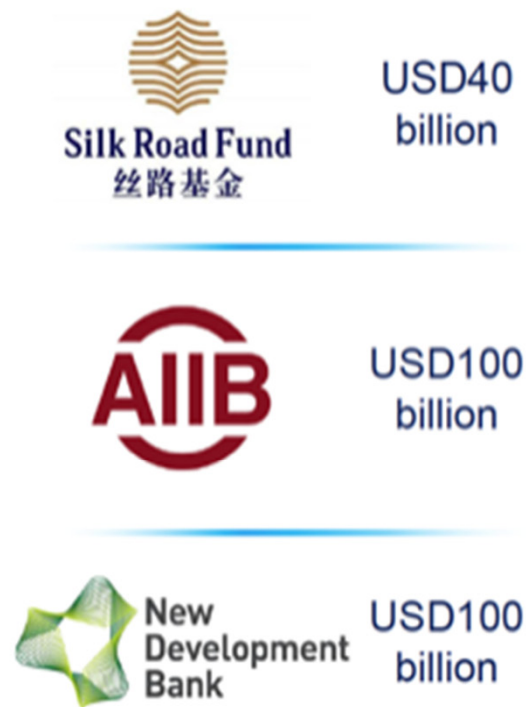 Silk Road Fund
丝路基金
USD40
billion
AIIB
USD100
billion
New
Development
Bank
USD100
billion